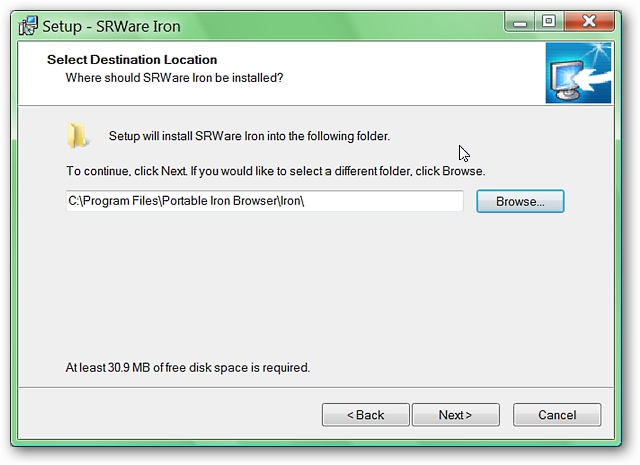 Setup - SRWare Iron
Select Destination Location
Where should SRWare Iron be installed?
Setup will install SRWare Iron into the following folder.
To continue, click Next. If you would like to select a different folder, click Browse.
C:\Program Files\Portable Iron Browser\Iron\
Browse...
At least 30.9 MB of free disk space is required.
< Back
Next >
Cancel